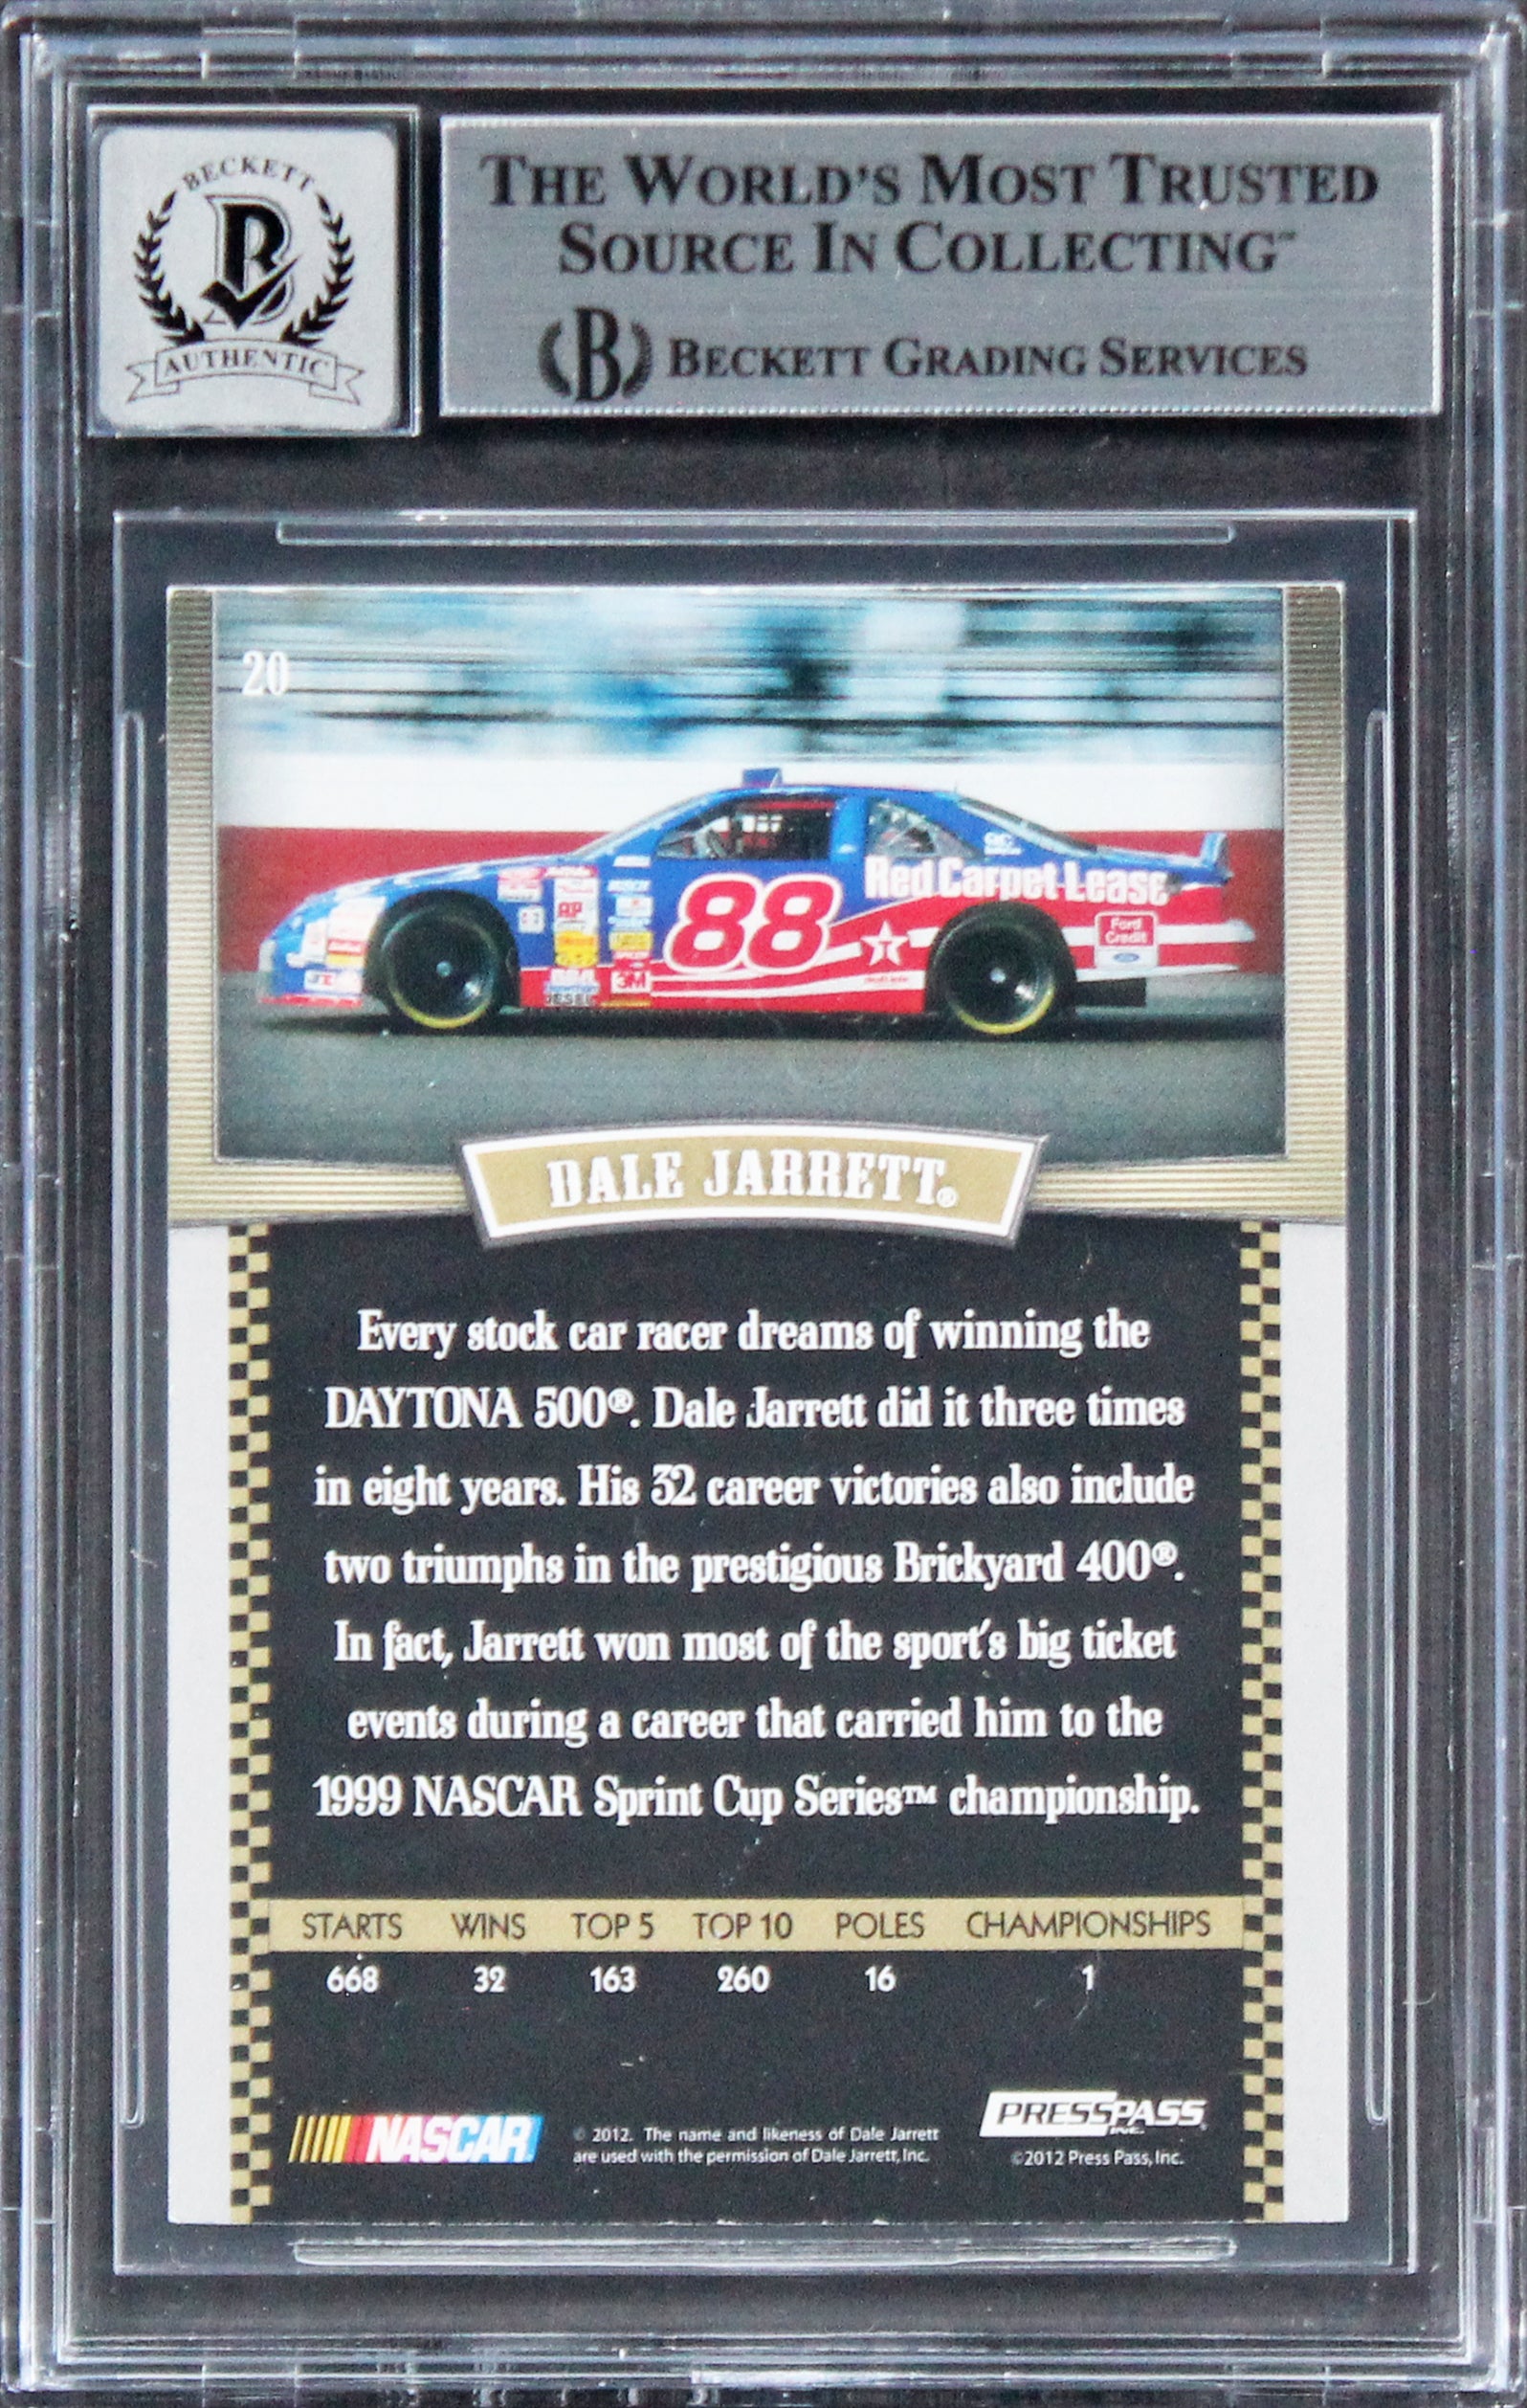 BECKETT
B
AUTHENTIC
THE WORLD'S MOST TRUSTED
SOURCE IN COLLECTING™
B BECKETT GRADING SERVICES
20
Red Carpet Lease
88
AP
T
Ford
Credit
3M
DALE JARRETT®
Every stock car racer dreams of winning the
DAYTONA 500®. Dale Jarrett did it three times
in eight years. His 32 career victories also include
two triumphs in the prestigious Brickyard 400®.
In fact, Jarrett won most of the sport's big ticket
events during a career that carried him to the
1999 NASCAR Sprint Cup Series™ championship.
STARTS WINS TOP 5 TOP 10 POLES CHAMPIONSHIPS
668 32 163 260 16 1
NASCAR
© 2012. The name and likeness of Dale Jarrett
are used with the permission of Dale Jarrett, Inc.
PRESSPASS
INC.
©2012 Press Pass, Inc.